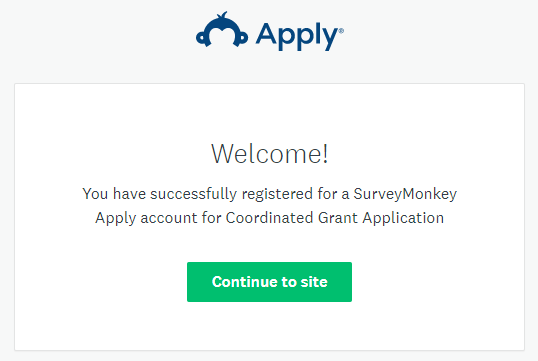 Apply®
Welcome!
You have successfully registered for a SurveyMonkey
Apply account for Coordinated Grant Application
Continue to site